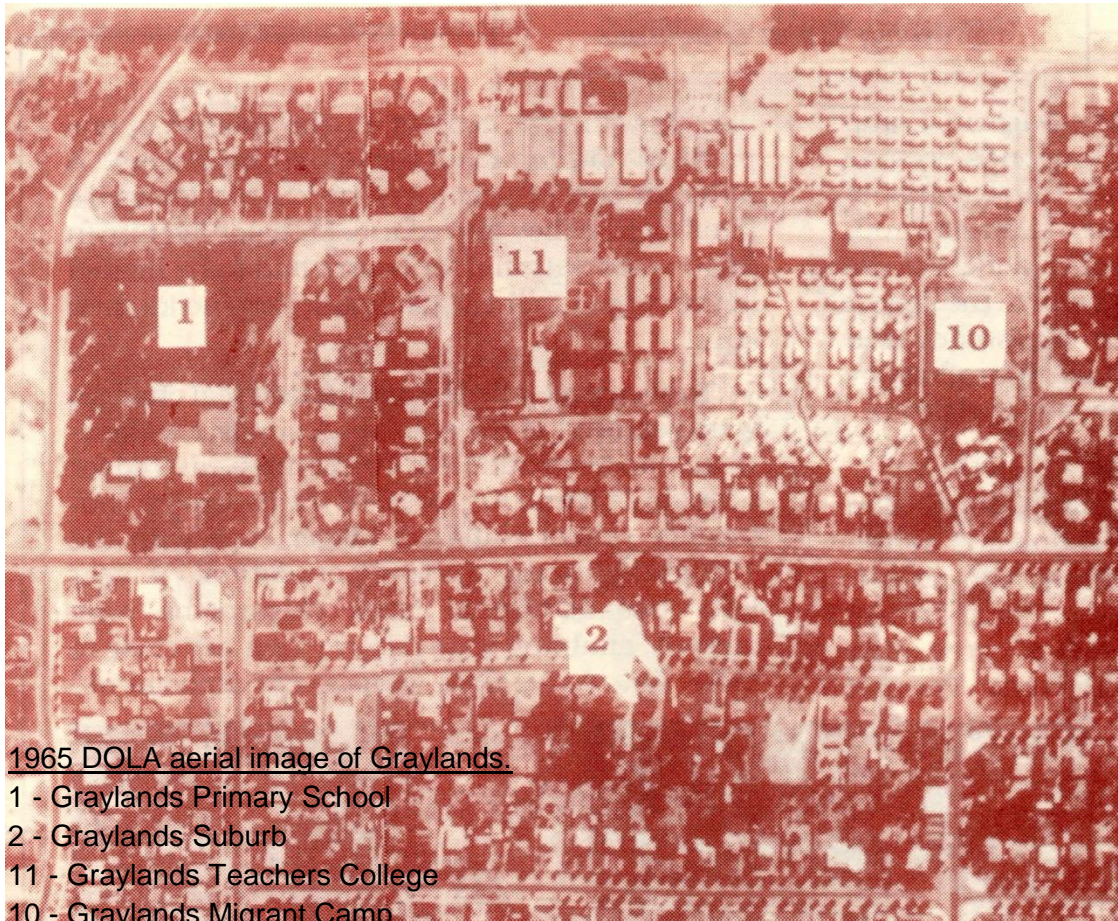 11
1
10
2
1965 DOLA aerial image of Graylands.
1 - Graylands Primary School
2 - Graylands Suburb
11 - Graylands Teachers College
10 - Graylands Migrant Camp